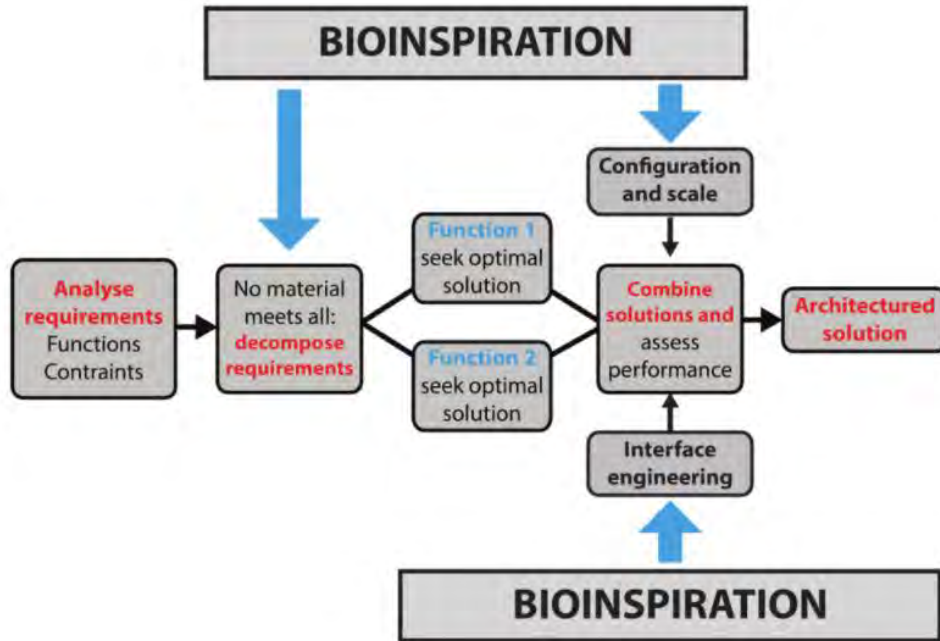 BIOINSPIRATION
Configuration
and scale
Function 1
seek optimal
solution
Analyse
requirements
Functions
Contraints
No material
meets all:
decompose
requirements
Combine
solutions and
assess
performance
Architectured
solution
Function 2
seek optimal
solution
Interface
engineering
BIOINSPIRATION